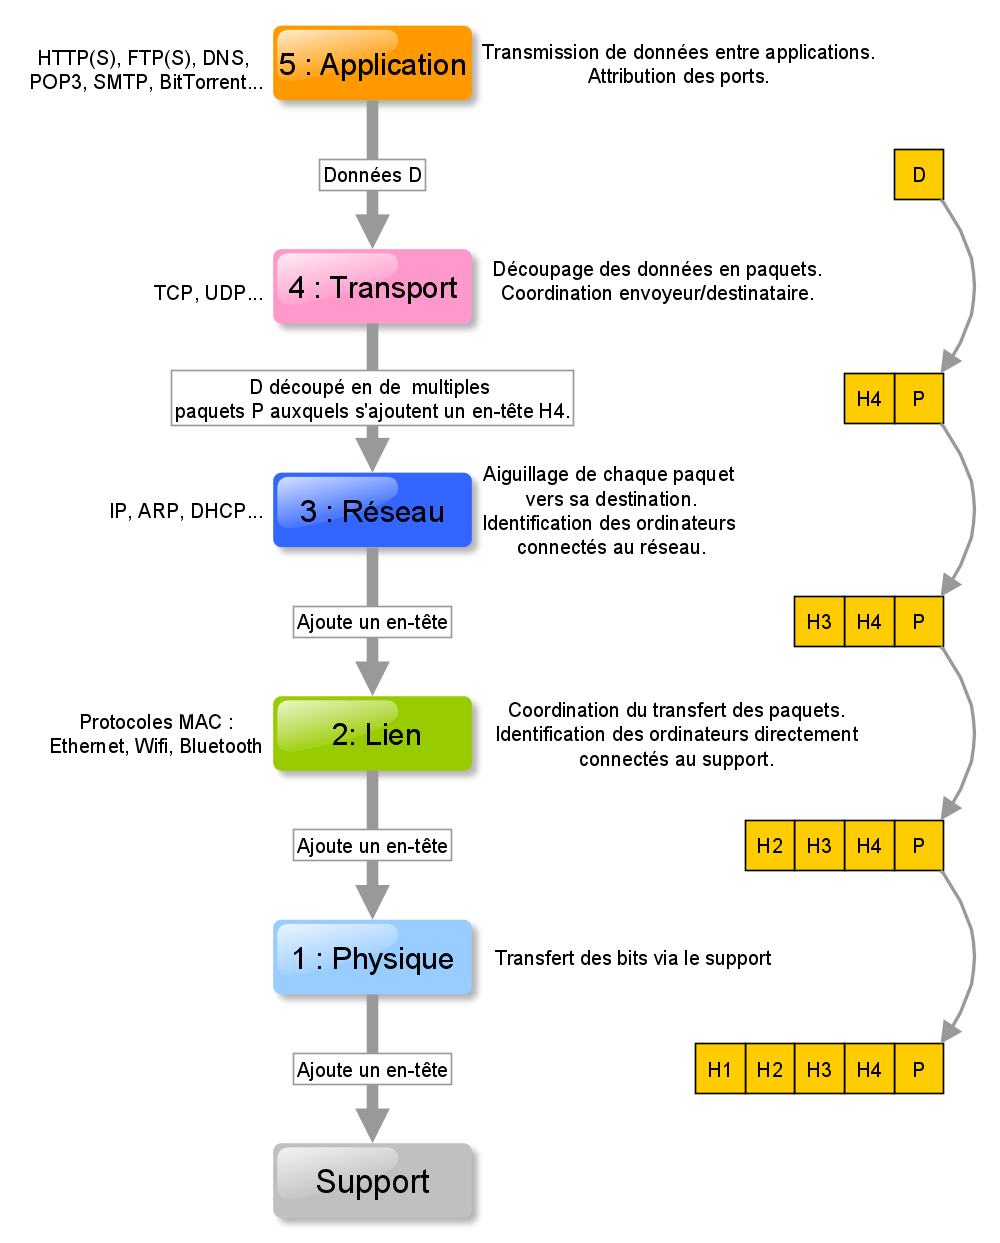 HTTP(S), FTP(S), DNS,
POP3, SMTP, BitTorrent...
5 : Application
Transmission de données entre applications.
Attribution des ports.
Données D
D
TCP, UDP...
4 : Transport
Découpage des données en paquets.
Coordination envoyeur/destinataire.
D découpé en de  multiples
paquets P auxquels s'ajoutent un en-tête H4.
H4 P
IP, ARP, DHCP...
3 : Réseau
Aiguillage de chaque paquet
vers sa destination.
Identification des ordinateurs
connectés au réseau.
Ajoute un en-tête
H3 H4 P
Protocoles MAC :
Ethernet, Wifi, Bluetooth
2: Lien
Coordination du transfert des paquets.
Identification des ordinateurs directement
connectés au support.
Ajoute un en-tête
H2 H3 H4 P
1 : Physique
Transfert des bits via le support
Ajoute un en-tête
H1 H2 H3 H4 P
Support